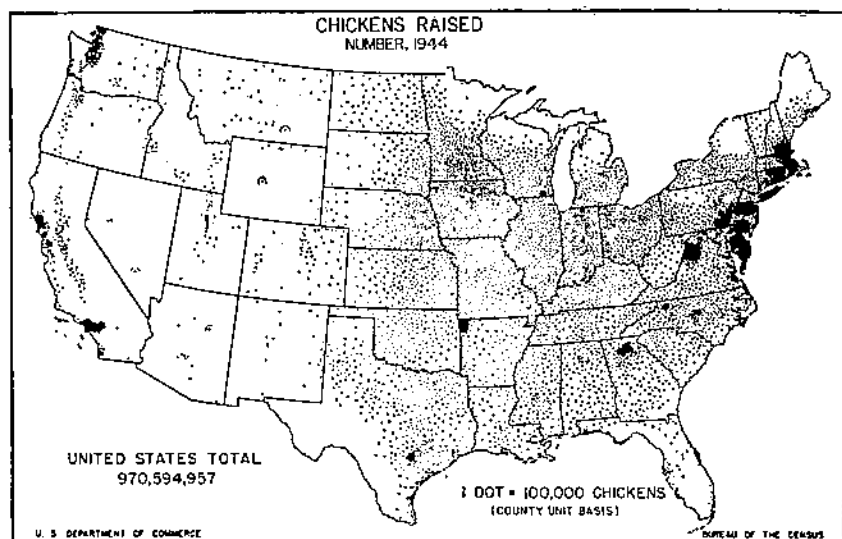 CHICKENS RAISED
NUMBER, 1944
UNITED STATES TOTAL
970,594,957
1 DOT = 100,000 CHICKENS
(COUNTY UNIT BASIS)
U. S DEPARTMENT OF COMMERCE
BUREAU OF THE CENSUS